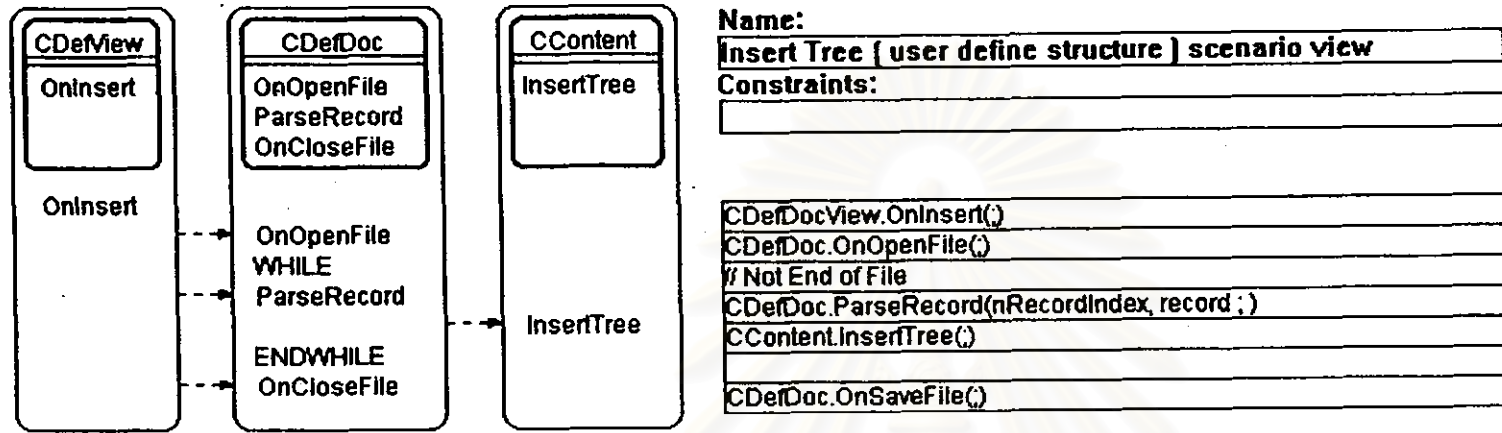 CDefView
OnInsert
OnInsert
CDefDoc
OnOpenFile
ParseRecord
OnCloseFile
OnOpenFile
WHILE
ParseRecord
ENDWHILE
OnCloseFile
CContent
InsertTree
InsertTree
Name:
Insert Tree ( user define structure ) scenario view
Constraints:
CDefDocView.OnInsert(;)
CDefDoc.OnOpenFile(;)
// Not End of File
CDefDoc.ParseRecord(nRecordIndex, record ; )
CContent.InsertTree(;)
CDefDoc.OnSaveFile(;)